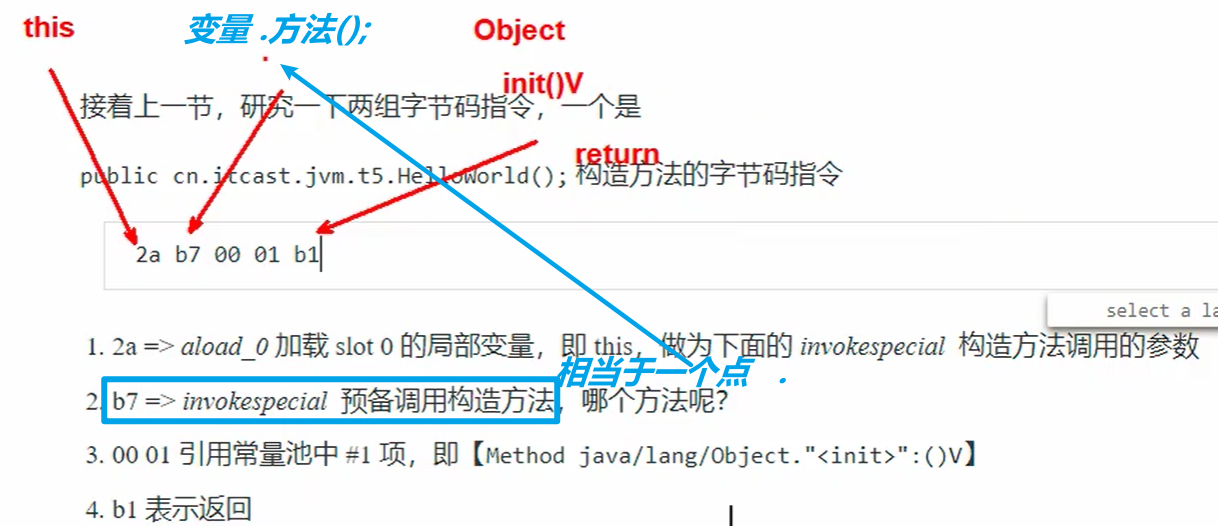 this
变量 .方法();
Object
init()V
接着上一节，研究一下两组字节码指令，一个是
return
public cn.itcast.jvm.t5.HelloWorld(); 构造方法的字节码指令
2a b7 00 01 b1
select a la
1. 2a => aload_0 加载 slot 0 的局部变量，即 this，做为下面的 invokespecial 构造方法调用的参数
相当于一个点 .
2. b7 => invokespecial 预备调用构造方法，哪个方法呢？
3. 00 01 引用常量池中 #1 项，即【Method java/lang/Object."<init>":()V】
4. b1 表示返回